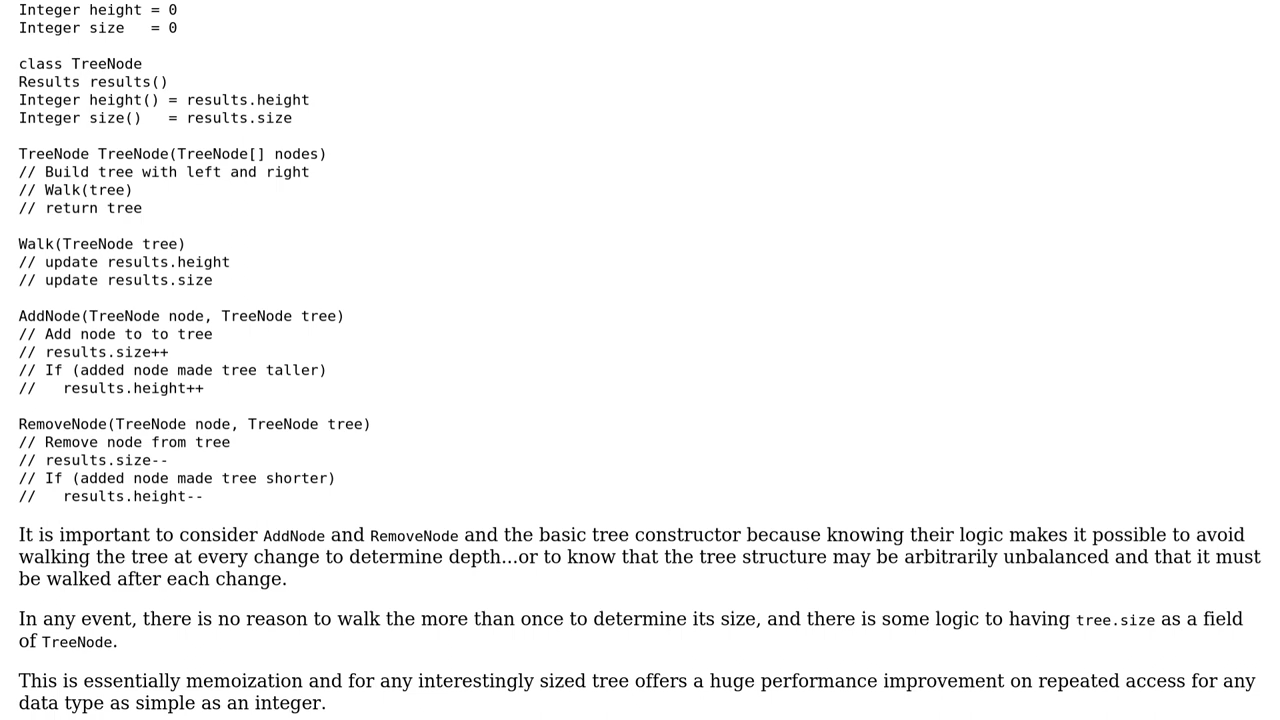 Integer height = 0
Integer size   = 0

class TreeNode
Results results()
Integer height() = results.height
Integer size()   = results.size

TreeNode TreeNode(TreeNode[] nodes)
// Build tree with left and right
// Walk(tree)
// return tree

Walk(TreeNode tree)
// update results.height
// update results.size

AddNode(TreeNode node, TreeNode tree)
// Add node to to tree
// results.size++
// If (added node made tree taller)
//   results.height++

RemoveNode(TreeNode node, TreeNode tree)
// Remove node from tree
// results.size--
// If (added node made tree shorter)
//   results.height--

It is important to consider AddNode and RemoveNode and the basic tree constructor because knowing their logic makes it possible to avoid
walking the tree at every change to determine depth...or to know that the tree structure may be arbitrarily unbalanced and that it must
be walked after each change.

In any event, there is no reason to walk the more than once to determine its size, and there is some logic to having tree.size as a field
of TreeNode.

This is essentially memoization and for any interestingly sized tree offers a huge performance improvement on repeated access for any
data type as simple as an integer.